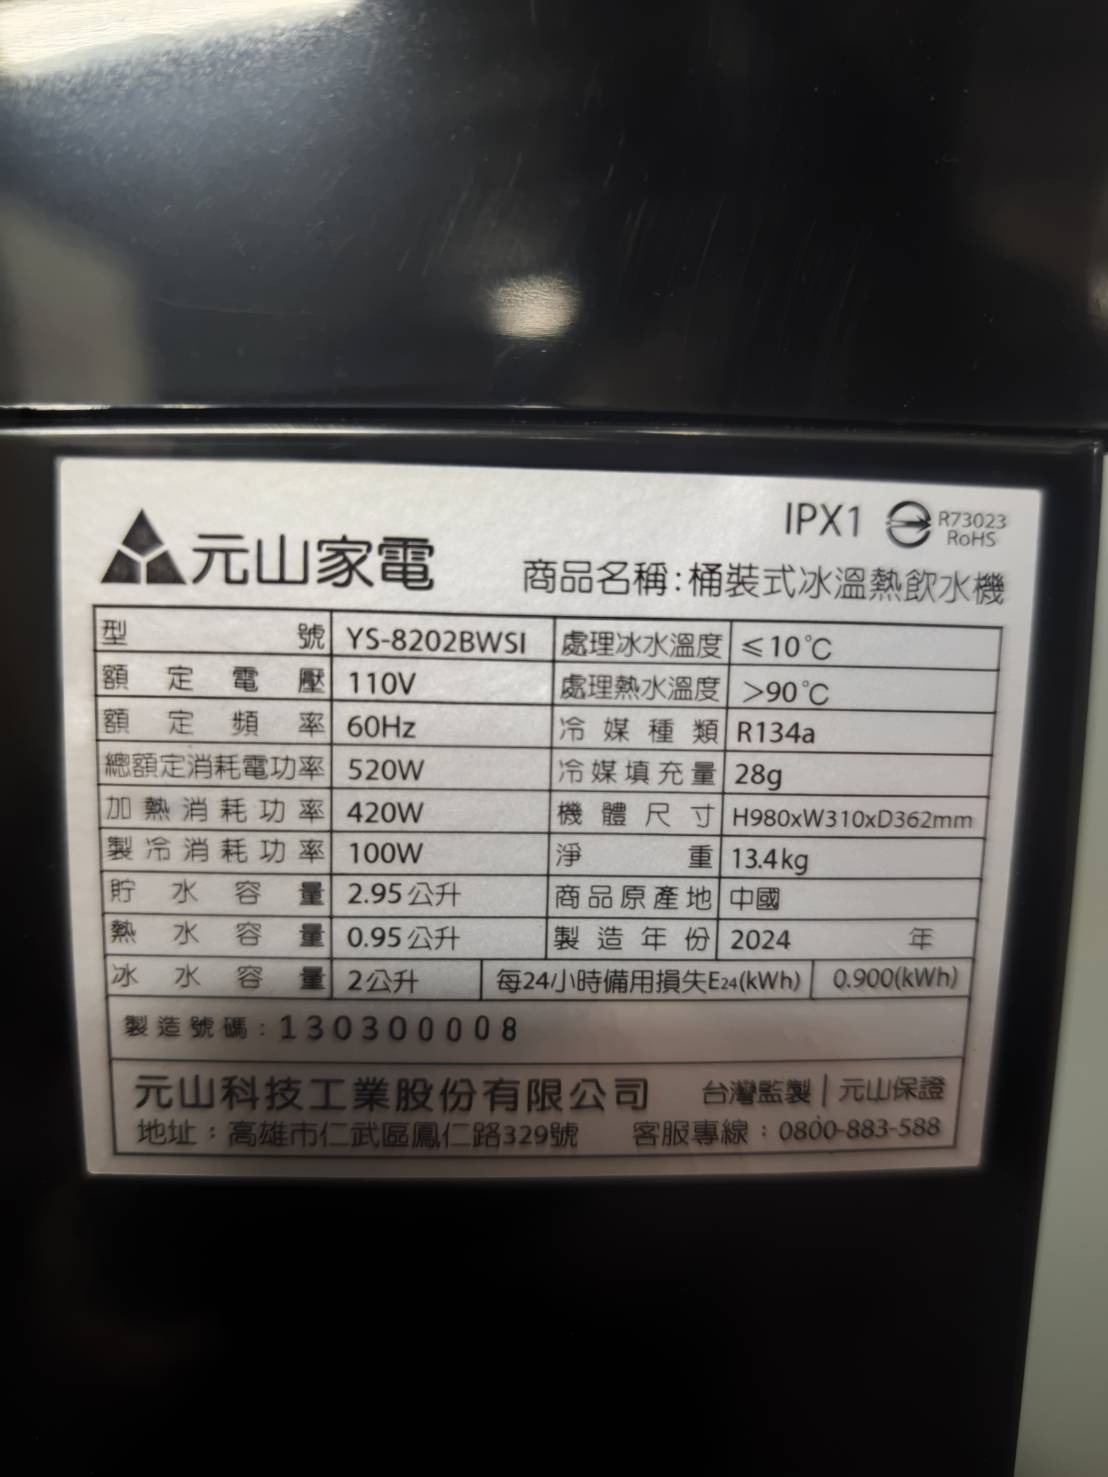 IPX1 R73023
RoHS
元山家電
商品名稱:桶裝式冰溫熱飲水機
型號 YS-8202BWSI 處理冰水溫度 ≤10℃
額定電壓 110V 處理熱水溫度 >90℃
額定頻率 60Hz 冷媒種類 R134a
總額定消耗電功率 520W 冷媒填充量 28g
加熱消耗功率 420W 機體尺寸 H980xW310xD362mm
製冷消耗功率 100W 淨重 13.4kg
貯水容量 2.95公升 商品原產地 中國
熱水容量 0.95公升 製造年份 2024 年
冰水容量 2公升 每24小時備用損失E24(kWh) 0.900(kWh)
製造號碼:130300008
元山科技工業股份有限公司 台灣監製|元山保證
地址:高雄市仁武區鳳仁路329號 客服專線:0800-883-588